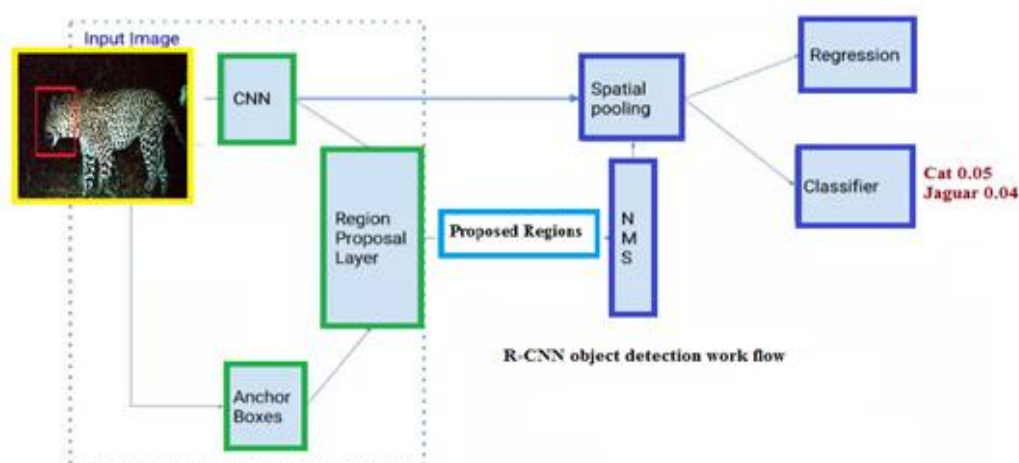 Input Image
CNN
Region
Proposal
Layer
Anchor
Boxes
Proposed Regions
N
M
S
Spatial
pooling
Regression
Classifier
Cat 0.05
Jaguar 0.04
R-CNN object detection work flow